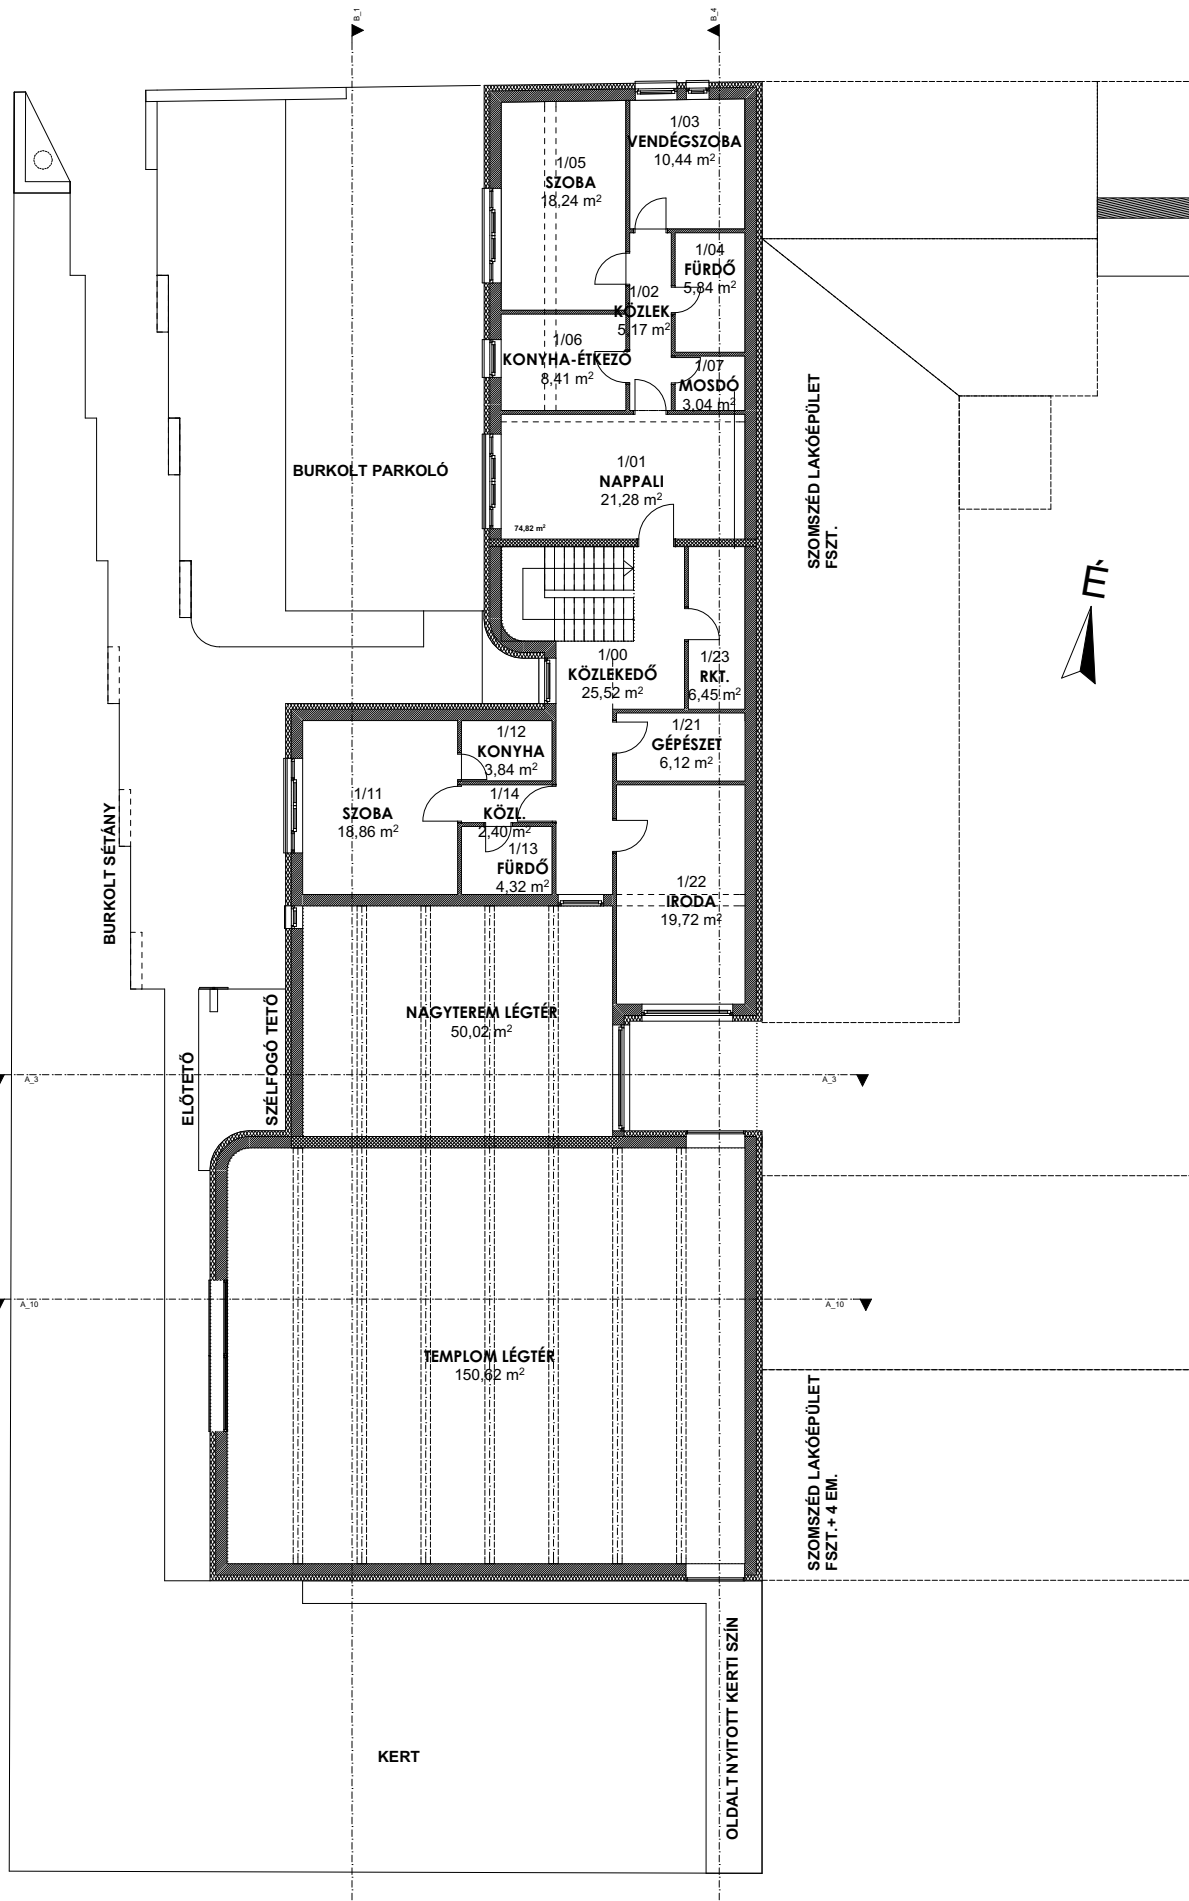 B_1
B_4
1/03
VENDÉGSZOBA
10,44 m²
1/05
SZOBA
18,24 m²
1/04
FÜRDŐ
5,84 m²
1/02
KÖZLEK.
5,17 m²
1/06
KONYHA-ÉTKEZŐ
8,41 m²
1/07
MOSDÓ
3,04 m²
BURKOLT PARKOLÓ
1/01
NAPPALI
21,28 m²
74,82 m²
SZOMSZÉD LAKÓÉPÜLET
FSZT.
É
1/00
KÖZLEKEDŐ
25,52 m²
1/23
RKT.
6,45 m²
1/12
KONYHA
3,84 m²
1/21
GÉPÉSZET
6,12 m²
1/11
SZOBA
18,86 m²
1/14
KÖZL.
2,40 m²
1/13
FÜRDŐ
4,32 m²
1/22
IRODA
19,72 m²
BURKOLT SÉTÁNY
NAGYTEREM LÉGTÉR
50,02 m²
ELŐTETŐ
SZÉLFOGÓ TETŐ
A_3
A_3
A_10
A_10
TEMPLOM LÉGTÉR
150,62 m²
SZOMSZÉD LAKÓÉPÜLET
FSZT.+ 4 EM.
OLDALT NYITOTT KERTI SZÍN
KERT